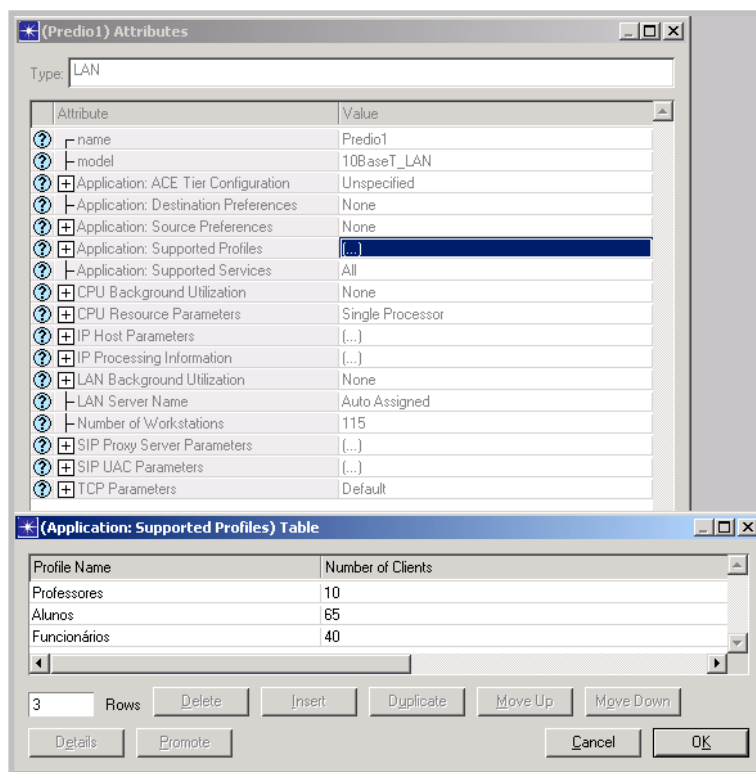 (Predio1) Attributes
Type: LAN
Attribute Value
name Predio1
model 10BaseT_LAN
Application: ACE Tier Configuration Unspecified
Application: Destination Preferences None
Application: Source Preferences None
Application: Supported Profiles (...)
Application: Supported Services All
CPU Background Utilization None
CPU Resource Parameters Single Processor
IP Host Parameters (...)
IP Processing Information (...)
LAN Background Utilization None
LAN Server Name Auto Assigned
Number of Workstations 115
SIP Proxy Server Parameters (...)
SIP UAC Parameters (...)
TCP Parameters Default
(Application: Supported Profiles) Table
Profile Name Number of Clients
Professores 10
Alunos 65
Funcionários 40
3 Rows Delete Insert Duplicate Move Up Move Down
Details Promote Cancel OK